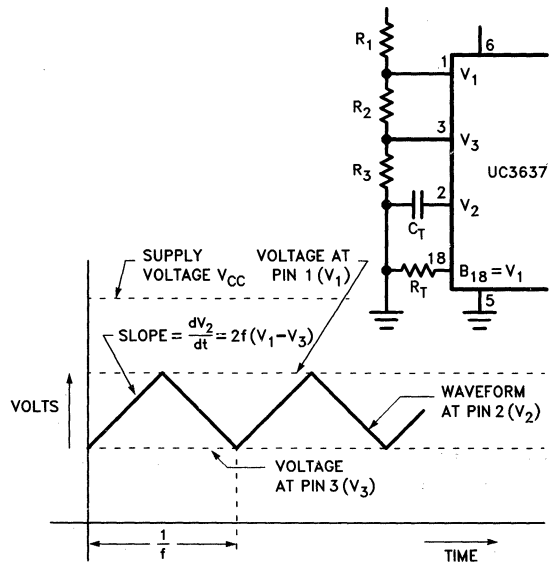 R1
6
1
V1
R2
3
V3
R3
UC3637
2
V2
CT
18
B18 = V1
RT
5
SUPPLY
VOLTAGE VCC
VOLTAGE AT
PIN 1 (V1)
SLOPE = dV2/dt = 2f (V1–V3)
VOLTS
WAVEFORM
AT PIN 2 (V2)
VOLTAGE
AT PIN 3 (V3)
1/f
TIME